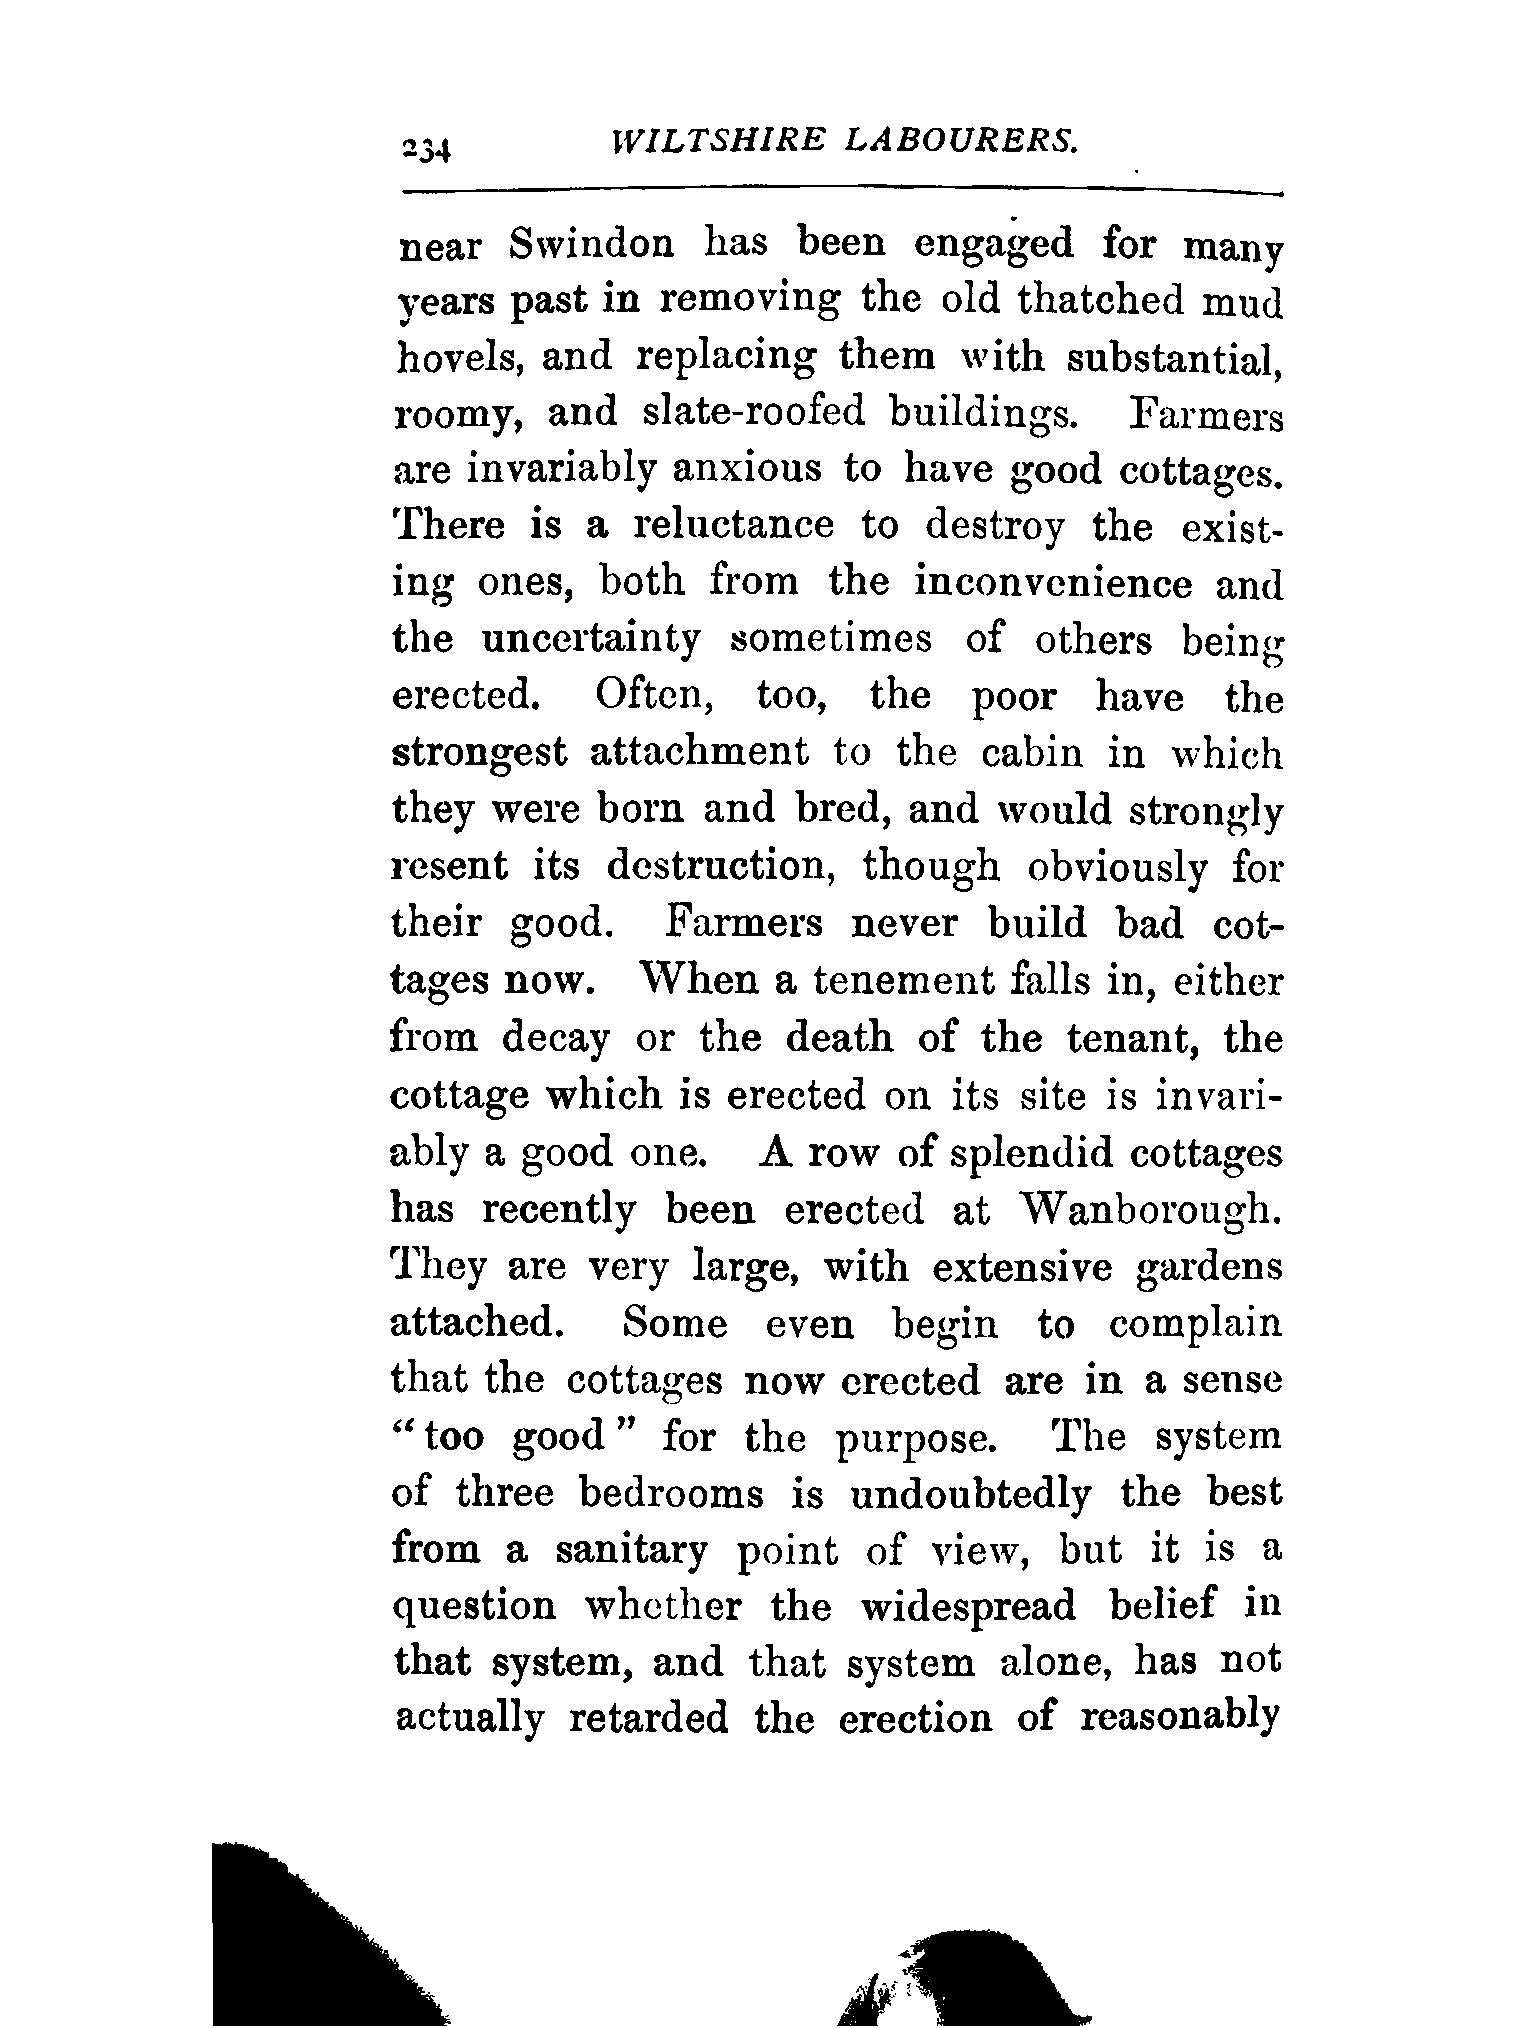 234
WILTSHIRE LABOURERS.
near Swindon has been engaged for many
years past in removing the old thatched mud
hovels, and replacing them with substantial,
roomy, and slate-roofed buildings. Farmers
are invariably anxious to have good cottages.
There is a reluctance to destroy the exist-
ing ones, both from the inconvenience and
the uncertainty sometimes of others being
erected. Often, too, the poor have the
strongest attachment to the cabin in which
they were born and bred, and would strongly
resent its destruction, though obviously for
their good. Farmers never build bad cot-
tages now. When a tenement falls in, either
from decay or the death of the tenant, the
cottage which is erected on its site is invari-
ably a good one. A row of splendid cottages
has recently been erected at Wanborough.
They are very large, with extensive gardens
attached. Some even begin to complain
that the cottages now erected are in a sense
"too good" for the purpose. The system
of three bedrooms is undoubtedly the best
from a sanitary point of view, but it is a
question whether the widespread belief in
that system, and that system alone, has not
actually retarded the erection of reasonably